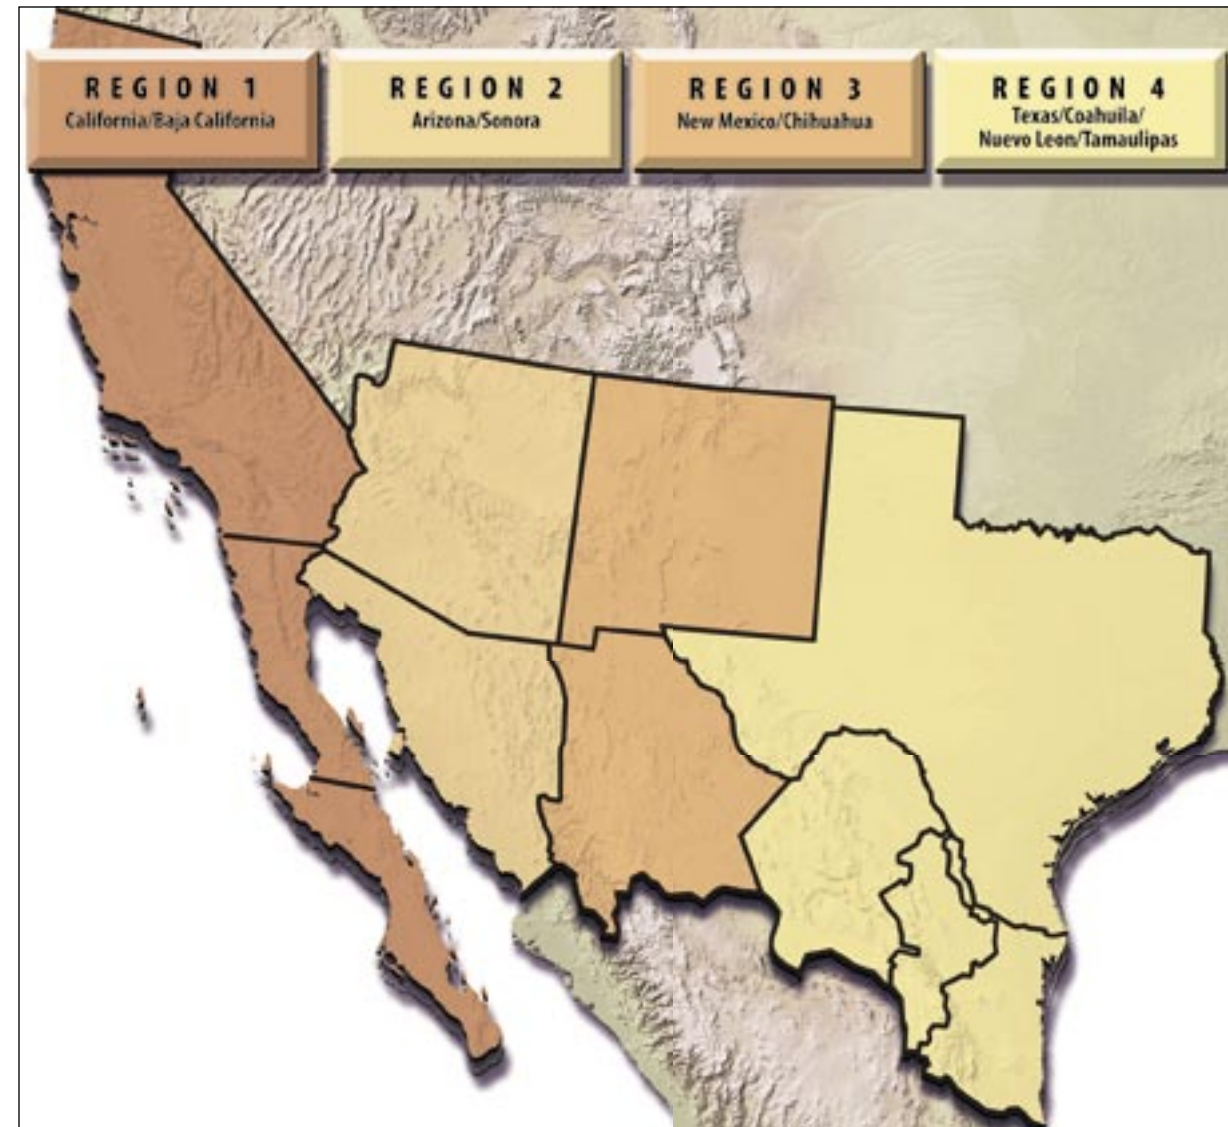 REGION 1
California/Baja California
REGION 2
Arizona/Sonora
REGION 3
New Mexico/Chihuahua
REGION 4
Texas/Coahuila/
Nuevo Leon/Tamaulipas